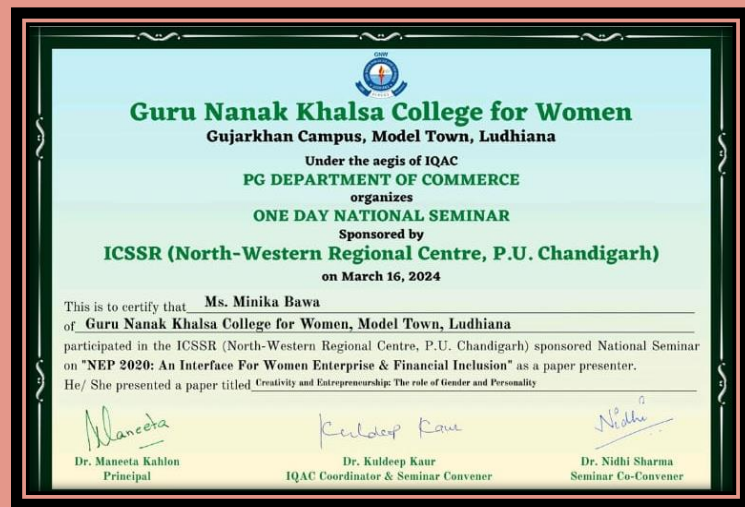 GNW
Guru Nanak Khalsa College for Women
Gujarkhan Campus, Model Town, Ludhiana
Under the aegis of IQAC
PG DEPARTMENT OF COMMERCE
organizes
ONE DAY NATIONAL SEMINAR
Sponsored by
ICSSR (North-Western Regional Centre, P.U. Chandigarh)
on March 16, 2024
This is to certify that Ms. Minika Bawa
of Guru Nanak Khalsa College for Women, Model Town, Ludhiana
participated in the ICSSR (North-Western Regional Centre, P.U. Chandigarh) sponsored National Seminar
on "NEP 2020: An Interface For Women Enterprise & Financial Inclusion" as a paper presenter.
He/ She presented a paper titled Creativity and Entrepreneurship: The role of Gender and Personality
Maneeta Kuldeep Kaur Nidhi
Dr. Maneeta Kahlon Dr. Kuldeep Kaur Dr. Nidhi Sharma
Principal IQAC Coordinator & Seminar Convener Seminar Co-Convener